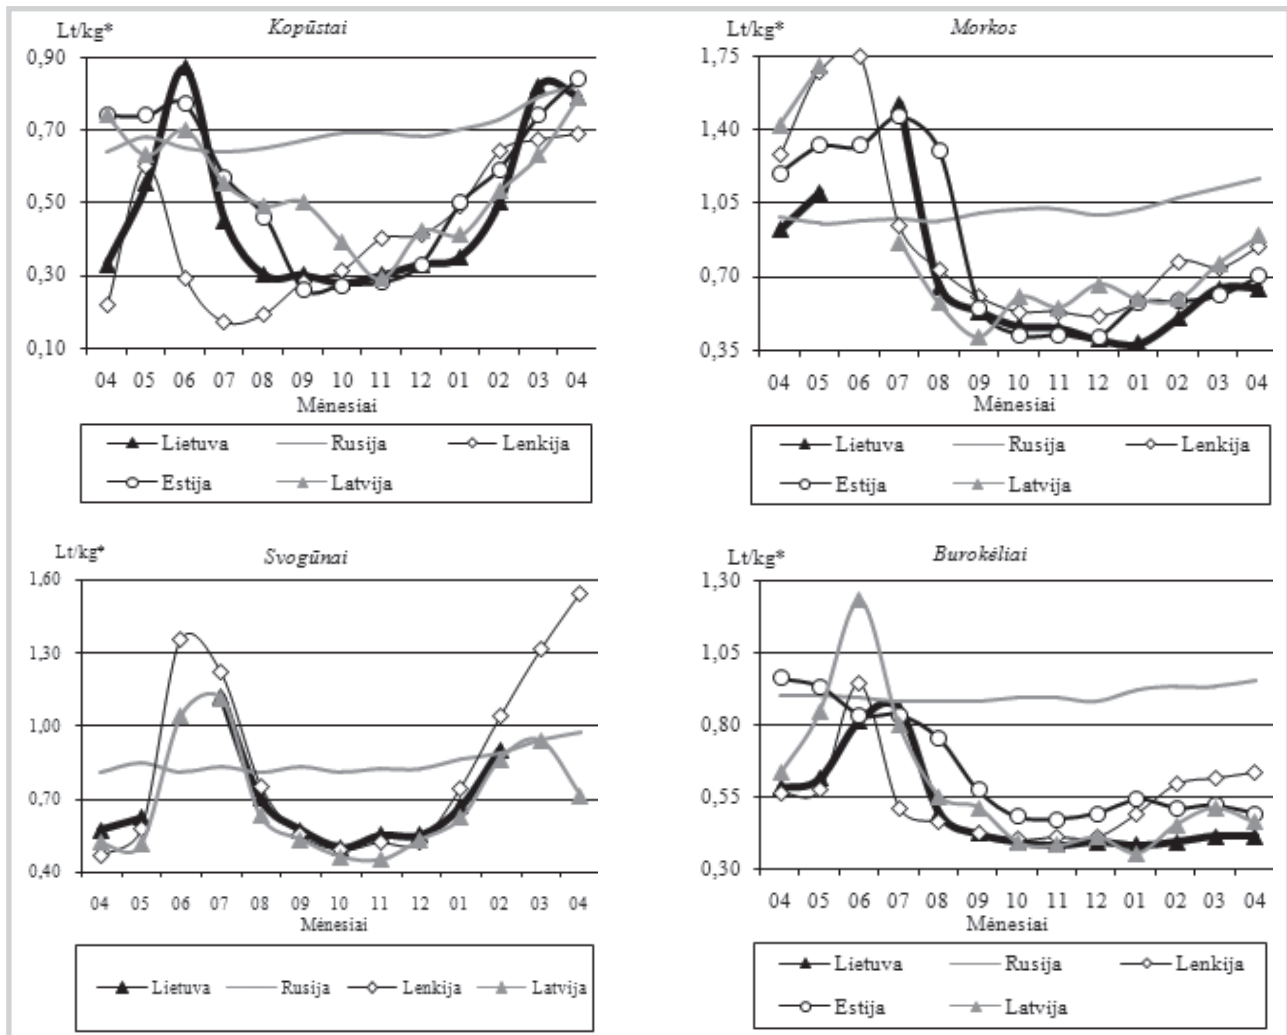 Lt/kg*
Kopūstai
0,90
0,70
0,50
0,30
0,10
04 05 06 07 08 09 10 11 12 01 02 03 04
Mėnesiai
Lietuva Rusija Lenkija
Estija Latvija
Lt/kg*
Morkos
1,75
1,40
1,05
0,70
0,35
04 05 06 07 08 09 10 11 12 01 02 03 04
Mėnesiai
Lietuva Rusija Lenkija
Estija Latvija
Lt/kg*
Svogūnai
1,60
1,30
1,00
0,70
0,40
04 05 06 07 08 09 10 11 12 01 02 03 04
Mėnesiai
Lietuva Rusija Lenkija Latvija
Lt/kg*
Burokėliai
1,30
1,05
0,80
0,55
0,30
04 05 06 07 08 09 10 11 12 01 02 03 04
Mėnesiai
Lietuva Rusija Lenkija
Estija Latvija